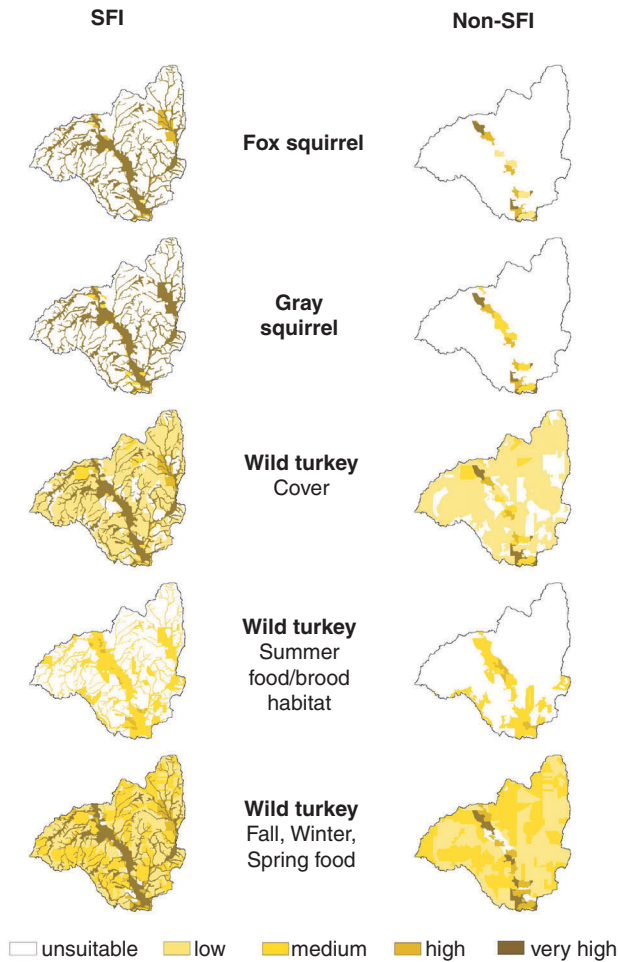 SFI
Non-SFI
Fox squirrel
Gray
squirrel
Wild turkey
Cover
Wild turkey
Summer
food/brood
habitat
Wild turkey
Fall, Winter,
Spring food
unsuitable low medium high very high